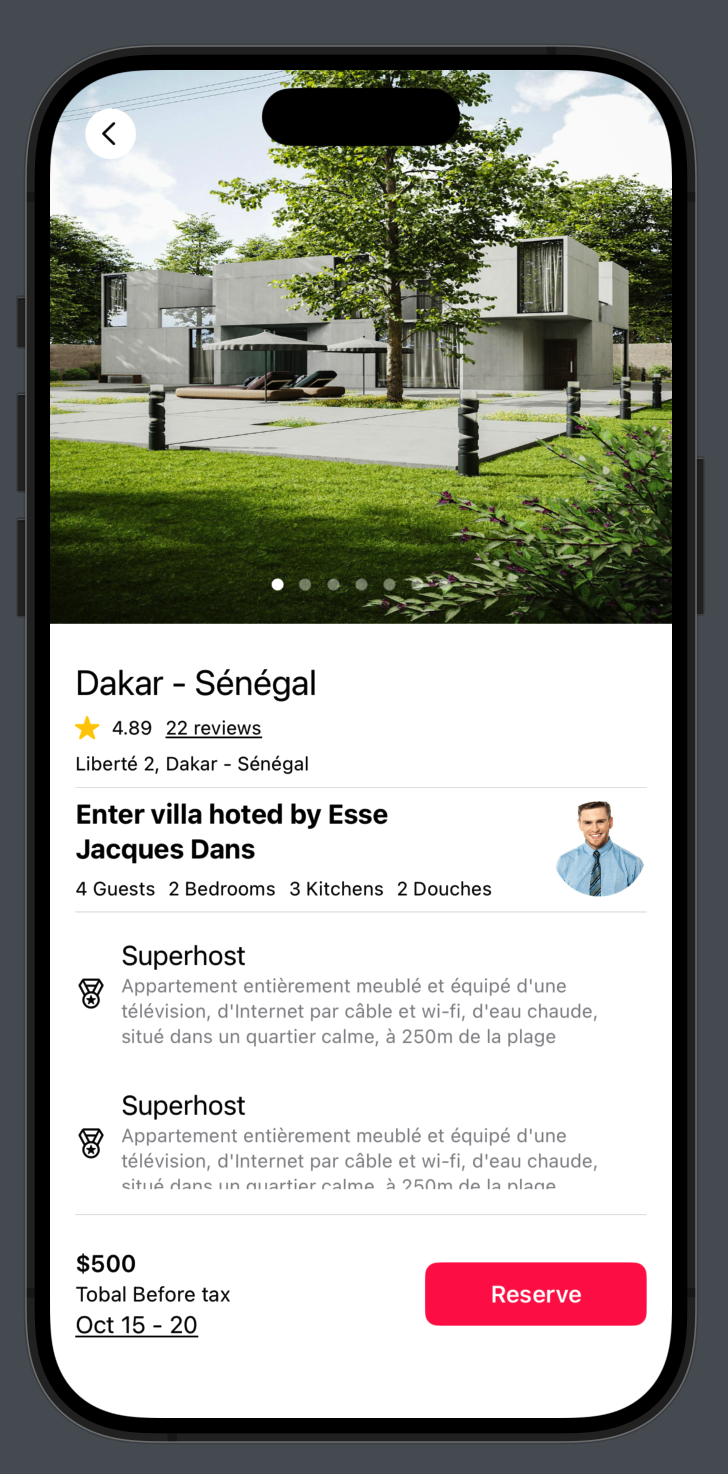 Dakar - Sénégal
4.89 22 reviews
Liberté 2, Dakar - Sénégal
Enter villa hoted by Esse
Jacques Dans
4 Guests 2 Bedrooms 3 Kitchens 2 Douches
Superhost
Appartement entièrement meublé et équipé d'une
télévision, d'Internet par câble et wi-fi, d'eau chaude,
situé dans un quartier calme, à 250m de la plage
Superhost
Appartement entièrement meublé et équipé d'une
télévision, d'Internet par câble et wi-fi, d'eau chaude,
situé dans un quartier calme, à 250m de la plage
$500
Tobal Before tax
Oct 15 - 20
Reserve